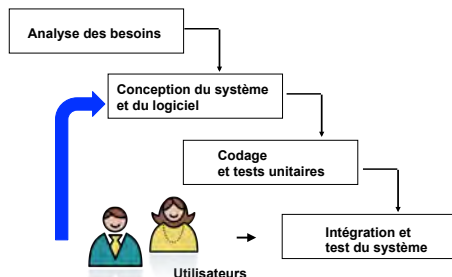 Analyse des besoins
Conception du système
et du logiciel
Codage
et tests unitaires
Intégration et
test du système
Utilisateurs